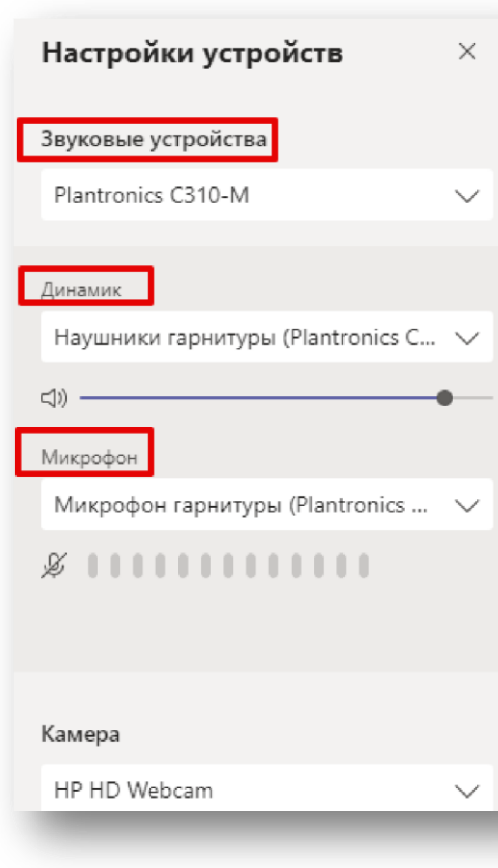 Настройки устройств
Звуковые устройства
Plantronics C310-M
Динамик
Наушники гарнитуры (Plantronics C...
Микрофон
Микрофон гарнитуры (Plantronics ...
Камера
HP HD Webcam